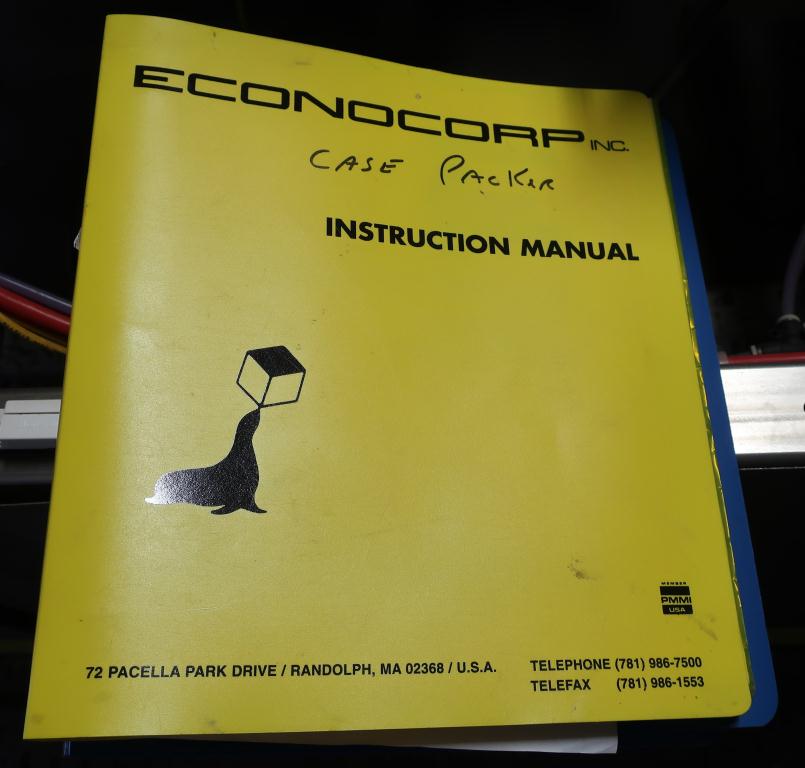 ECONOCORP INC.
CASE PACKER
INSTRUCTION MANUAL
MEMBER
PMMI
USA
72 PACELLA PARK DRIVE / RANDOLPH, MA 02368 / U.S.A.
TELEPHONE (781) 986-7500
TELEFAX (781) 986-1553